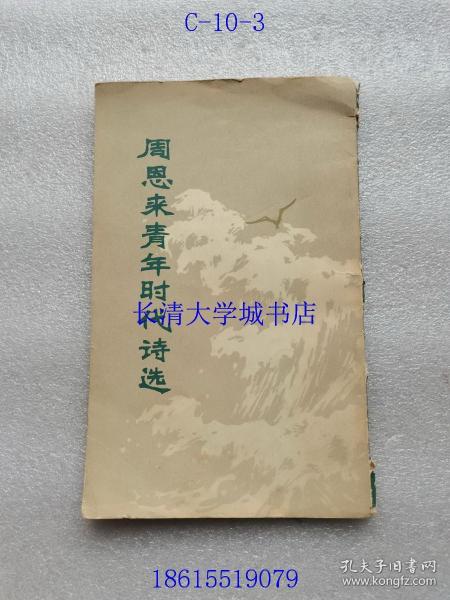 C-10-3
周恩来青年时代诗选
长清大学城书店
18615519079
孔夫子旧书网
www.kongfz.com